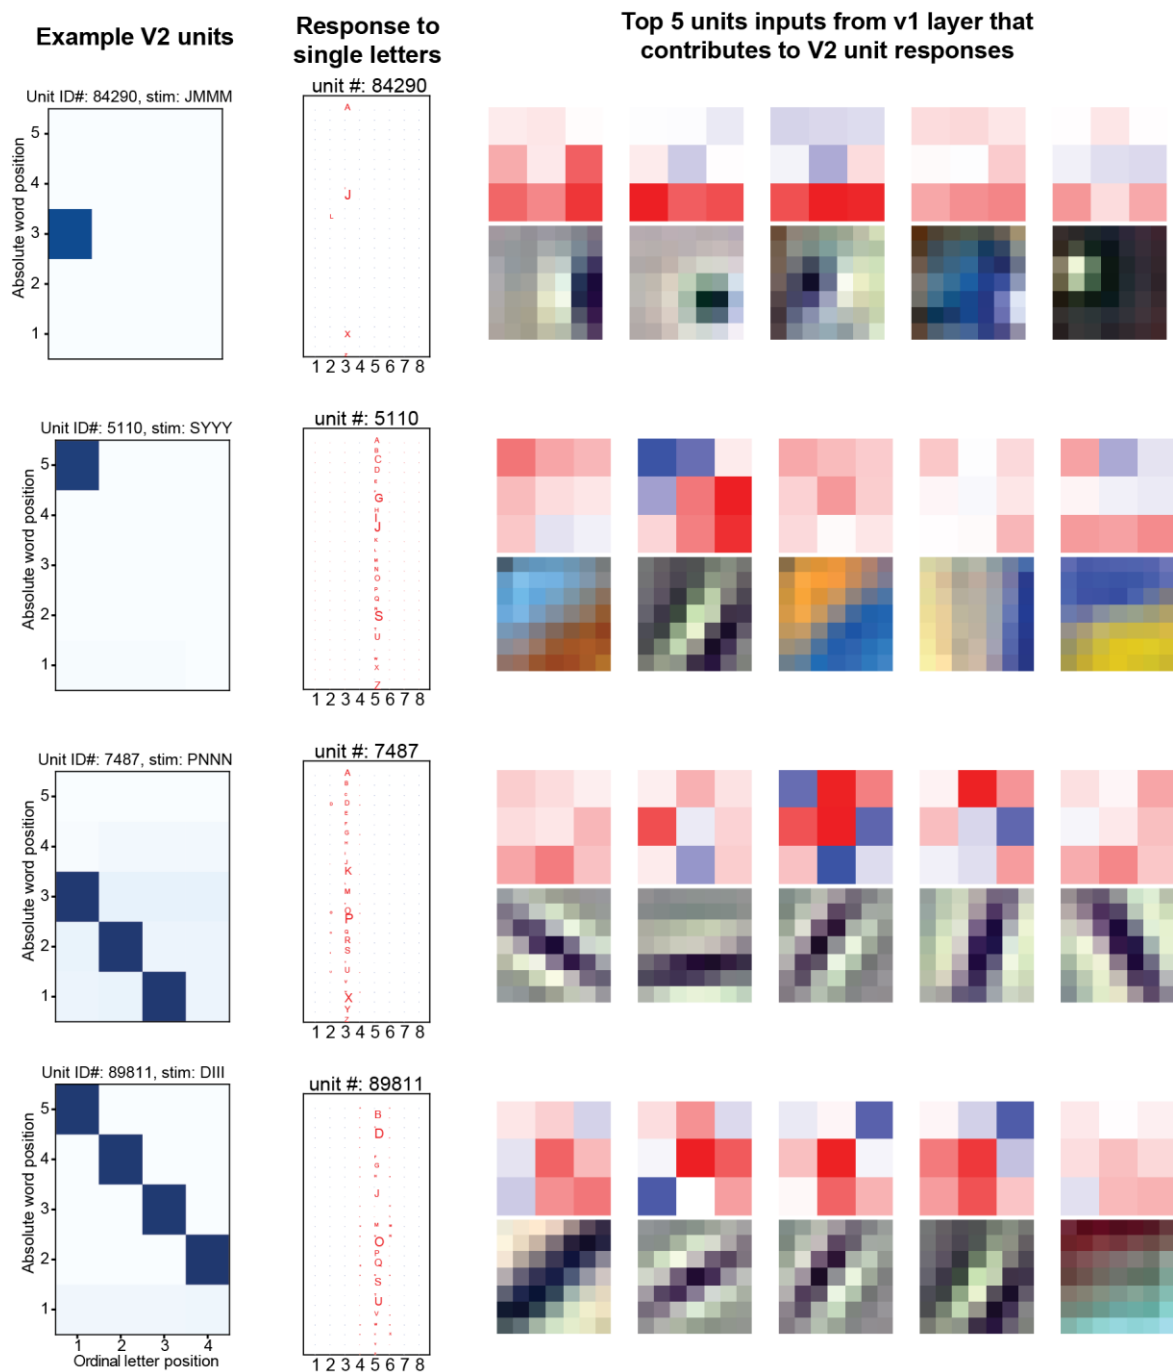 Example V2 units
Response to
single letters
Top 5 units inputs from v1 layer that
contributes to V2 unit responses
Unit ID#: 84290, stim: JMMM
unit #: 84290
Absolute word position
5
4
3
2
1
A
J
L
X
1 2 3 4 5 6 7 8
Unit ID#: 5110, stim: SYYY
unit #: 5110
Absolute word position
5
4
3
2
1
A
B
C
D
E
G
H
I
J
K
L
N
O
P
Q
S
U
X
Z
1 2 3 4 5 6 7 8
Unit ID#: 7487, stim: PNNN
unit #: 7487
Absolute word position
5
4
3
2
1
A
B
D
E
G
J
K
M
P
R
S
U
X
Y
Z
1 2 3 4 5 6 7 8
Unit ID#: 89811, stim: DIII
unit #: 89811
Absolute word position
5
4
3
2
1
B
D
G
J
M
O
P
Q
S
U
V
1 2 3 4
Ordinal letter position
1 2 3 4 5 6 7 8